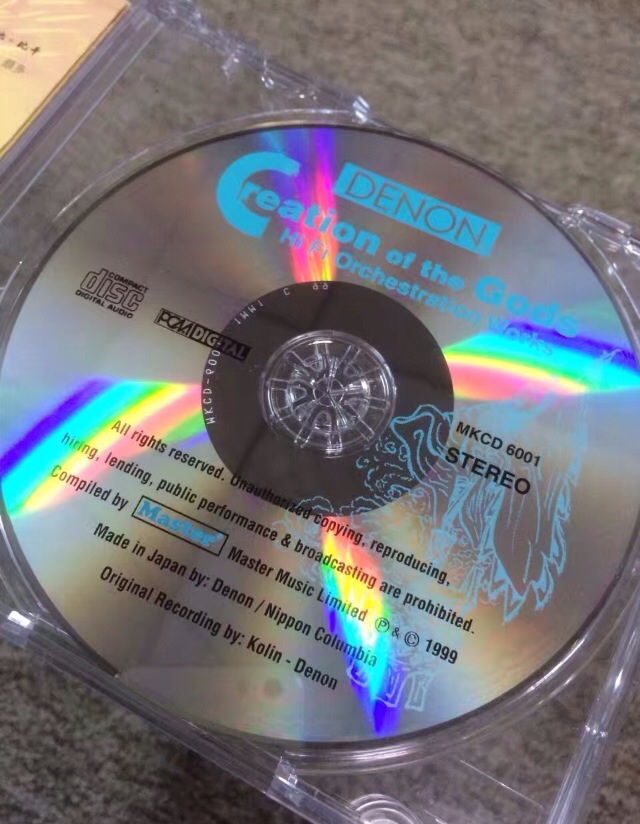 DENON
Creation of the Gods
Hi Fi Orchestration Works
COMPACT
disc
DIGITAL AUDIO
PCM DIGITAL
MKCD 6001
STEREO
All rights reserved. Unauthorized copying, reproducing,
hiring, lending, public performance & broadcasting are prohibited.
Compiled by Master Master Music Limited ℗ & © 1999
Made in Japan by: Denon / Nippon Columbia
Original Recording by: Kolin - Denon